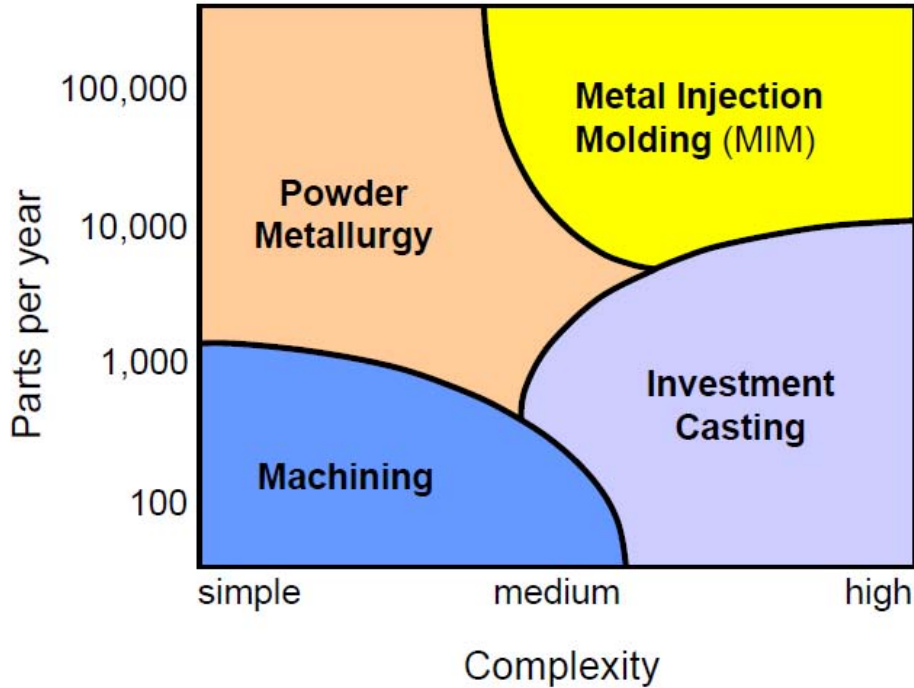 Parts per year
100,000
10,000
1,000
100
Metal Injection
Molding (MIM)
Powder
Metallurgy
Investment
Casting
Machining
simple
medium
high
Complexity